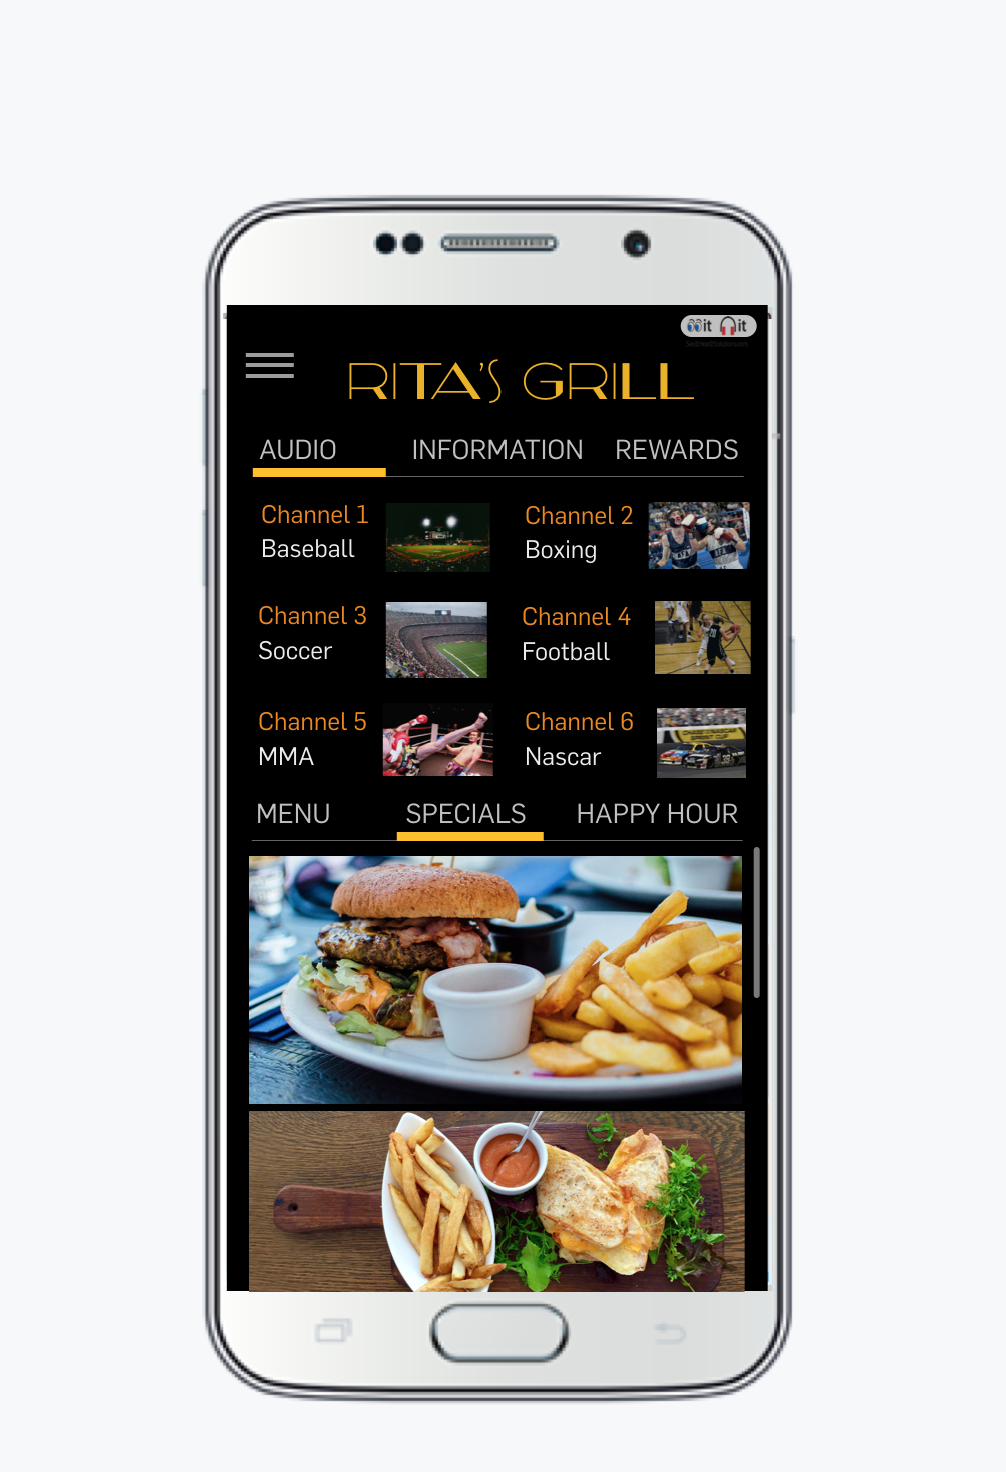 it it
RITA'S GRILL
AUDIO INFORMATION REWARDS
Channel 1 Channel 2
Baseball Boxing
Channel 3 Channel 4
Soccer Football
Channel 5 Channel 6
MMA Nascar
MENU SPECIALS HAPPY HOUR